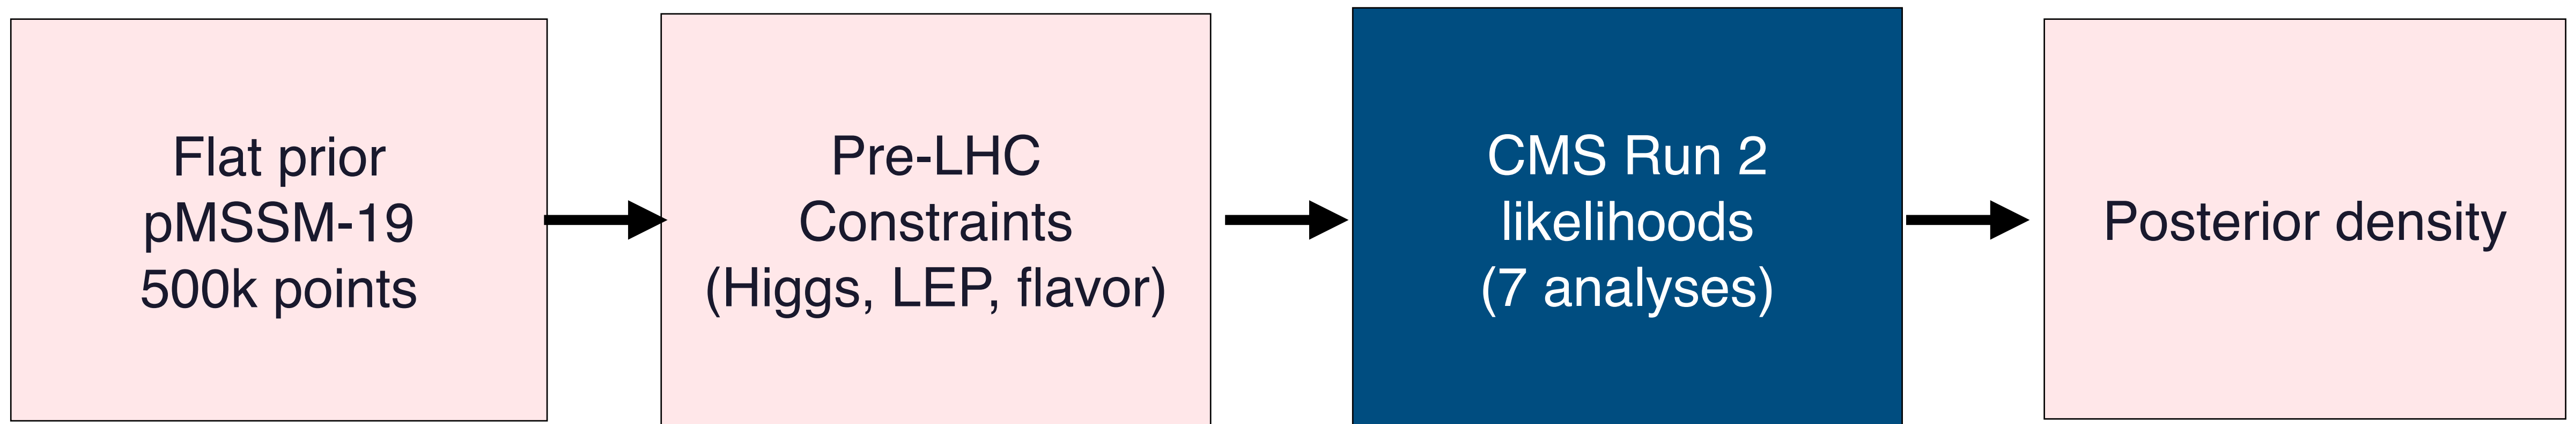 Flat prior
pMSSM-19
500k points
Pre-LHC
Constraints
(Higgs, LEP, flavor)
CMS Run 2
likelihoods
(7 analyses)
Posterior density